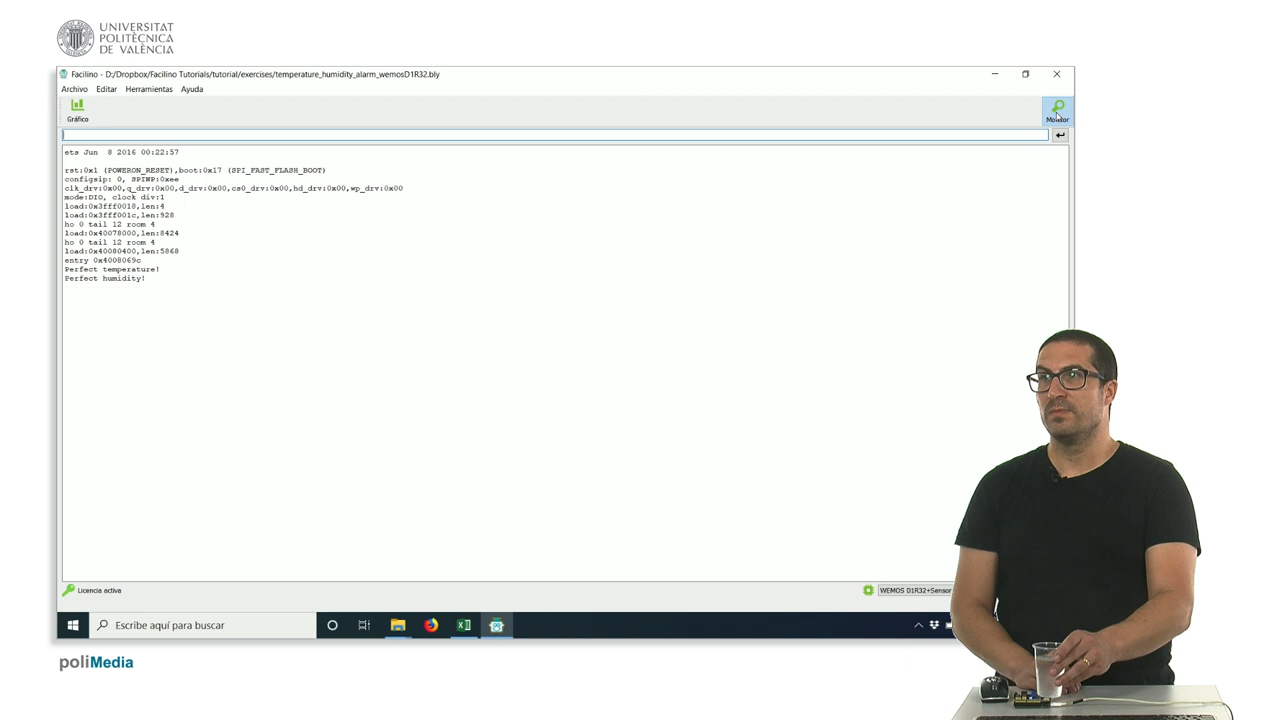 UNIVERSITAT
POLITÈCNICA
DE VALÈNCIA
Facilino - D:/Dropbox/Facilino Tutorials/tutorial/exercises/temperature_humidity_alarm_wemosD1R32.bly
Archivo Editar Herramientas Ayuda
Gráfico
Monitor
ets Jun 8 2016 00:22:57
rst:0x1 (POWERON_RESET),boot:0x17 (SPI_FAST_FLASH_BOOT)
configsip: 0, SPIWP:0xee
clk_drv:0x00,q_drv:0x00,d_drv:0x00,cs0_drv:0x00,hd_drv:0x00,wp_drv:0x00
mode:DIO, clock div:1
load:0x3fff0018,len:4
load:0x3fff001c,len:928
ho 0 tail 12 room 4
load:0x40078000,len:8424
ho 0 tail 12 room 4
load:0x40080400,len:5868
entry 0x4008069c
Perfect temperature!
Perfect humidity!
Licencia activa
WEMOS D1R32+Sensor
Escribe aquí para buscar
poliMedia